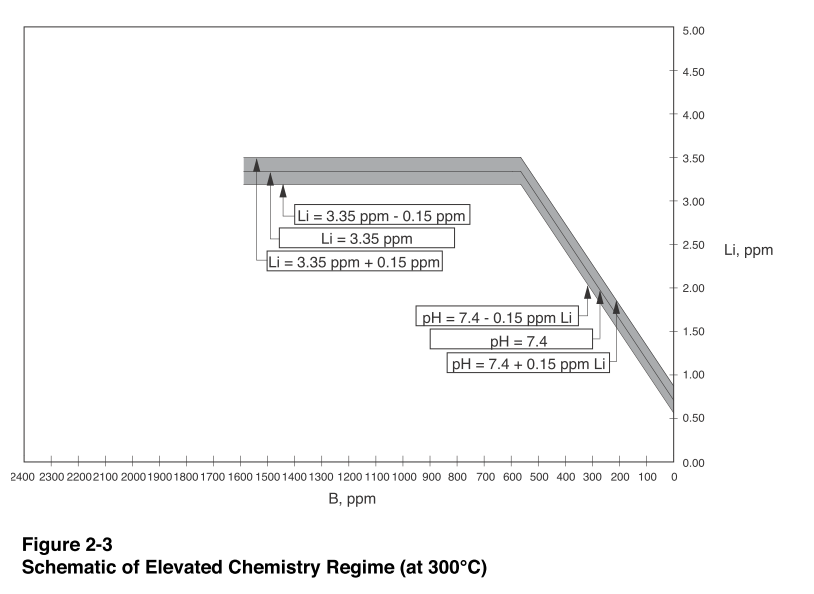 5.00
4.50
4.00
3.50
3.00
2.50
2.00
1.50
1.00
0.50
0.00
Li, ppm
Li = 3.35 ppm - 0.15 ppm
Li = 3.35 ppm
Li = 3.35 ppm + 0.15 ppm
pH = 7.4 - 0.15 ppm Li
pH = 7.4
pH = 7.4 + 0.15 ppm Li
2400 2300 2200 2100 2000 1900 1800 1700 1600 1500 1400 1300 1200 1100 1000 900 800 700 600 500 400 300 200 100 0
B, ppm
Figure 2-3
Schematic of Elevated Chemistry Regime (at 300°C)